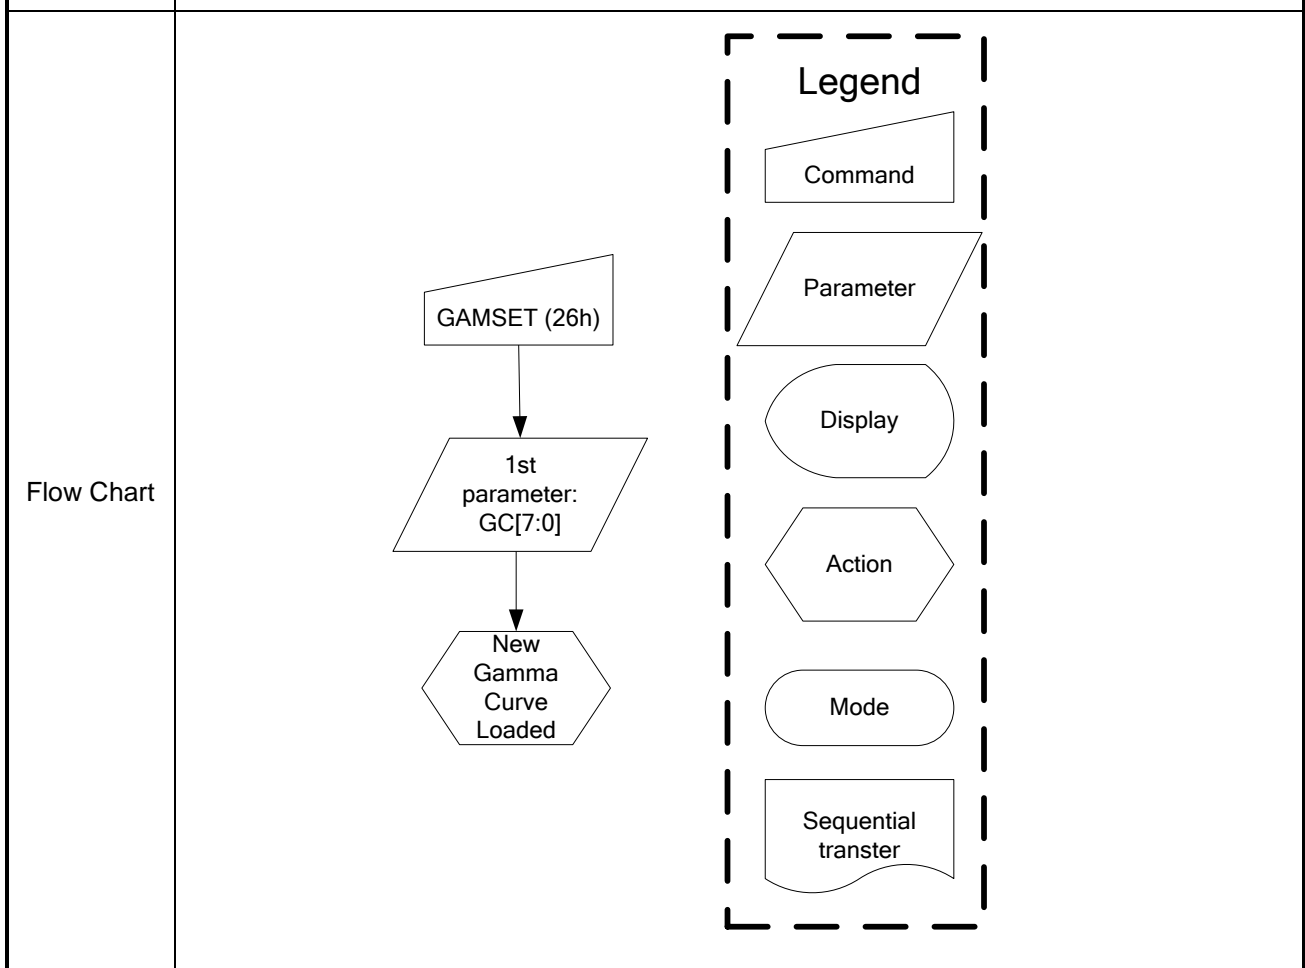 Flow Chart
GAMSET (26h)
1st
parameter:
GC[7:0]
New
Gamma
Curve
Loaded
Legend
Command
Parameter
Display
Action
Mode
Sequential
transter